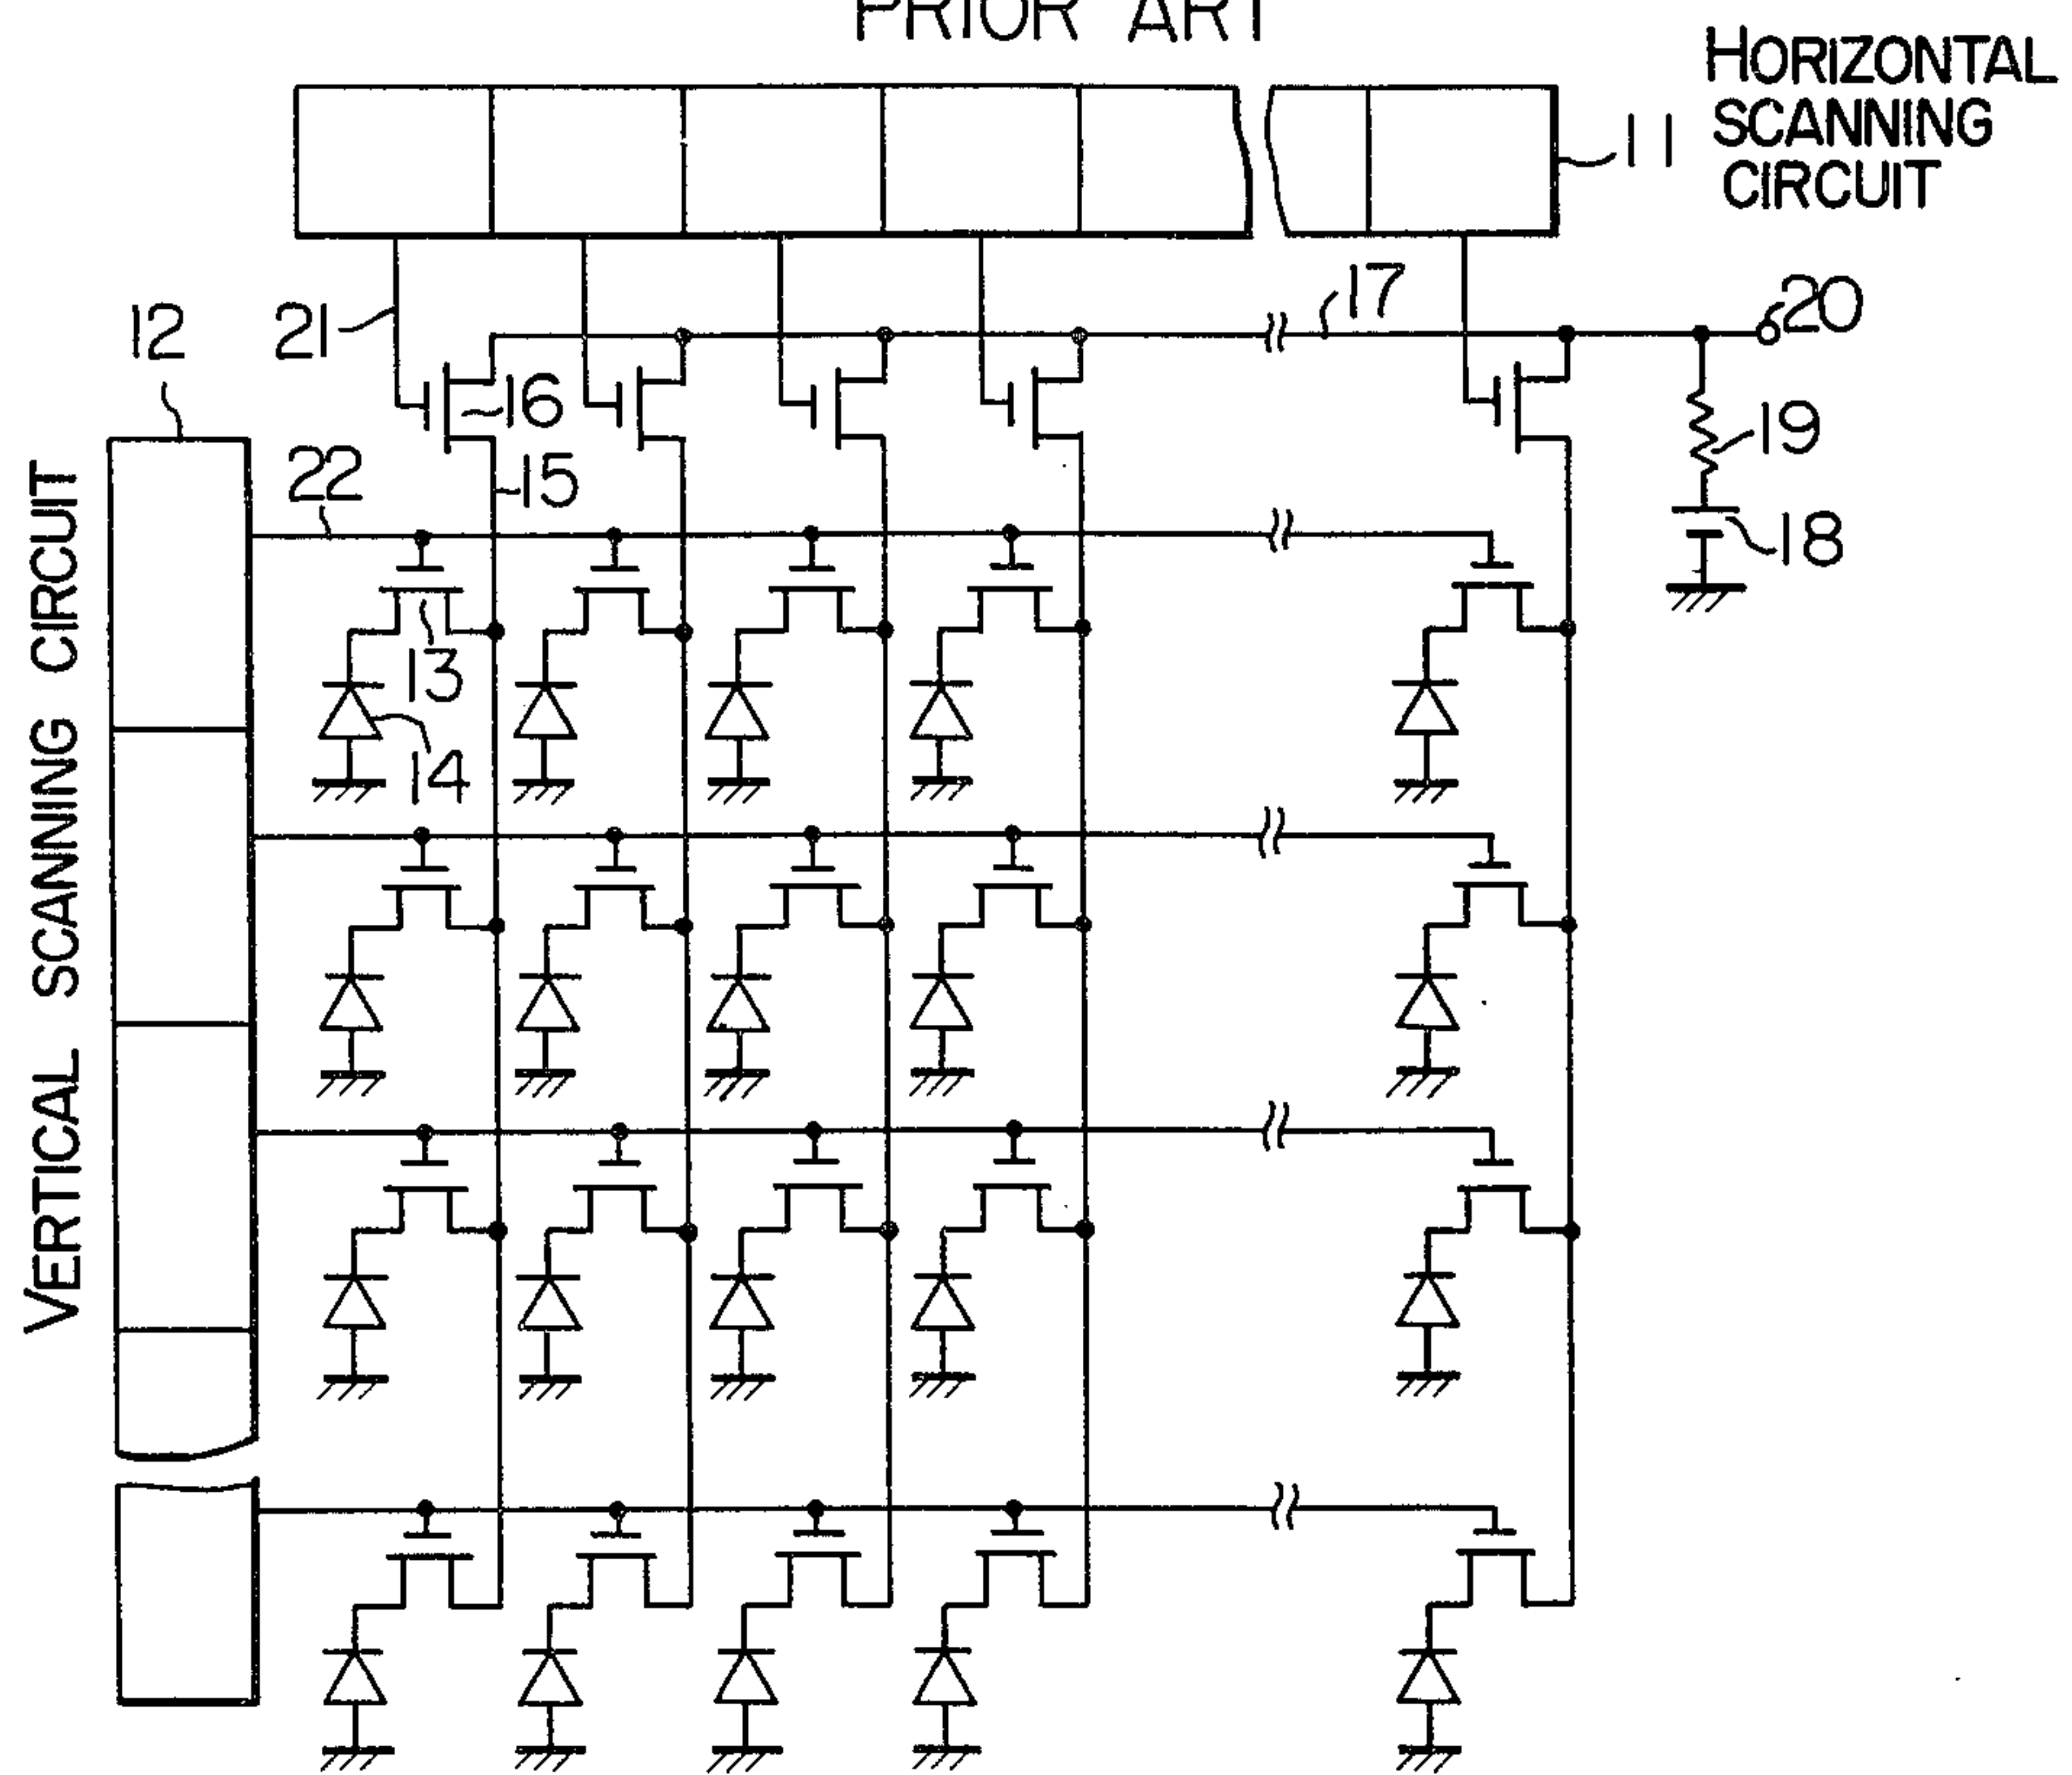 PRIOR ART
HORIZONTAL
SCANNING
CIRCUIT
11
12
21
17
20
16
19
22
15
18
13
14
VERTICAL SCANNING CIRCUIT